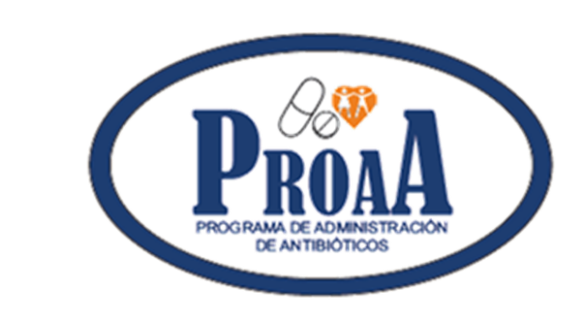 PROAA
PROGRAMA DE ADMINISTRACIÓN
DE ANTIBIÓTICOS